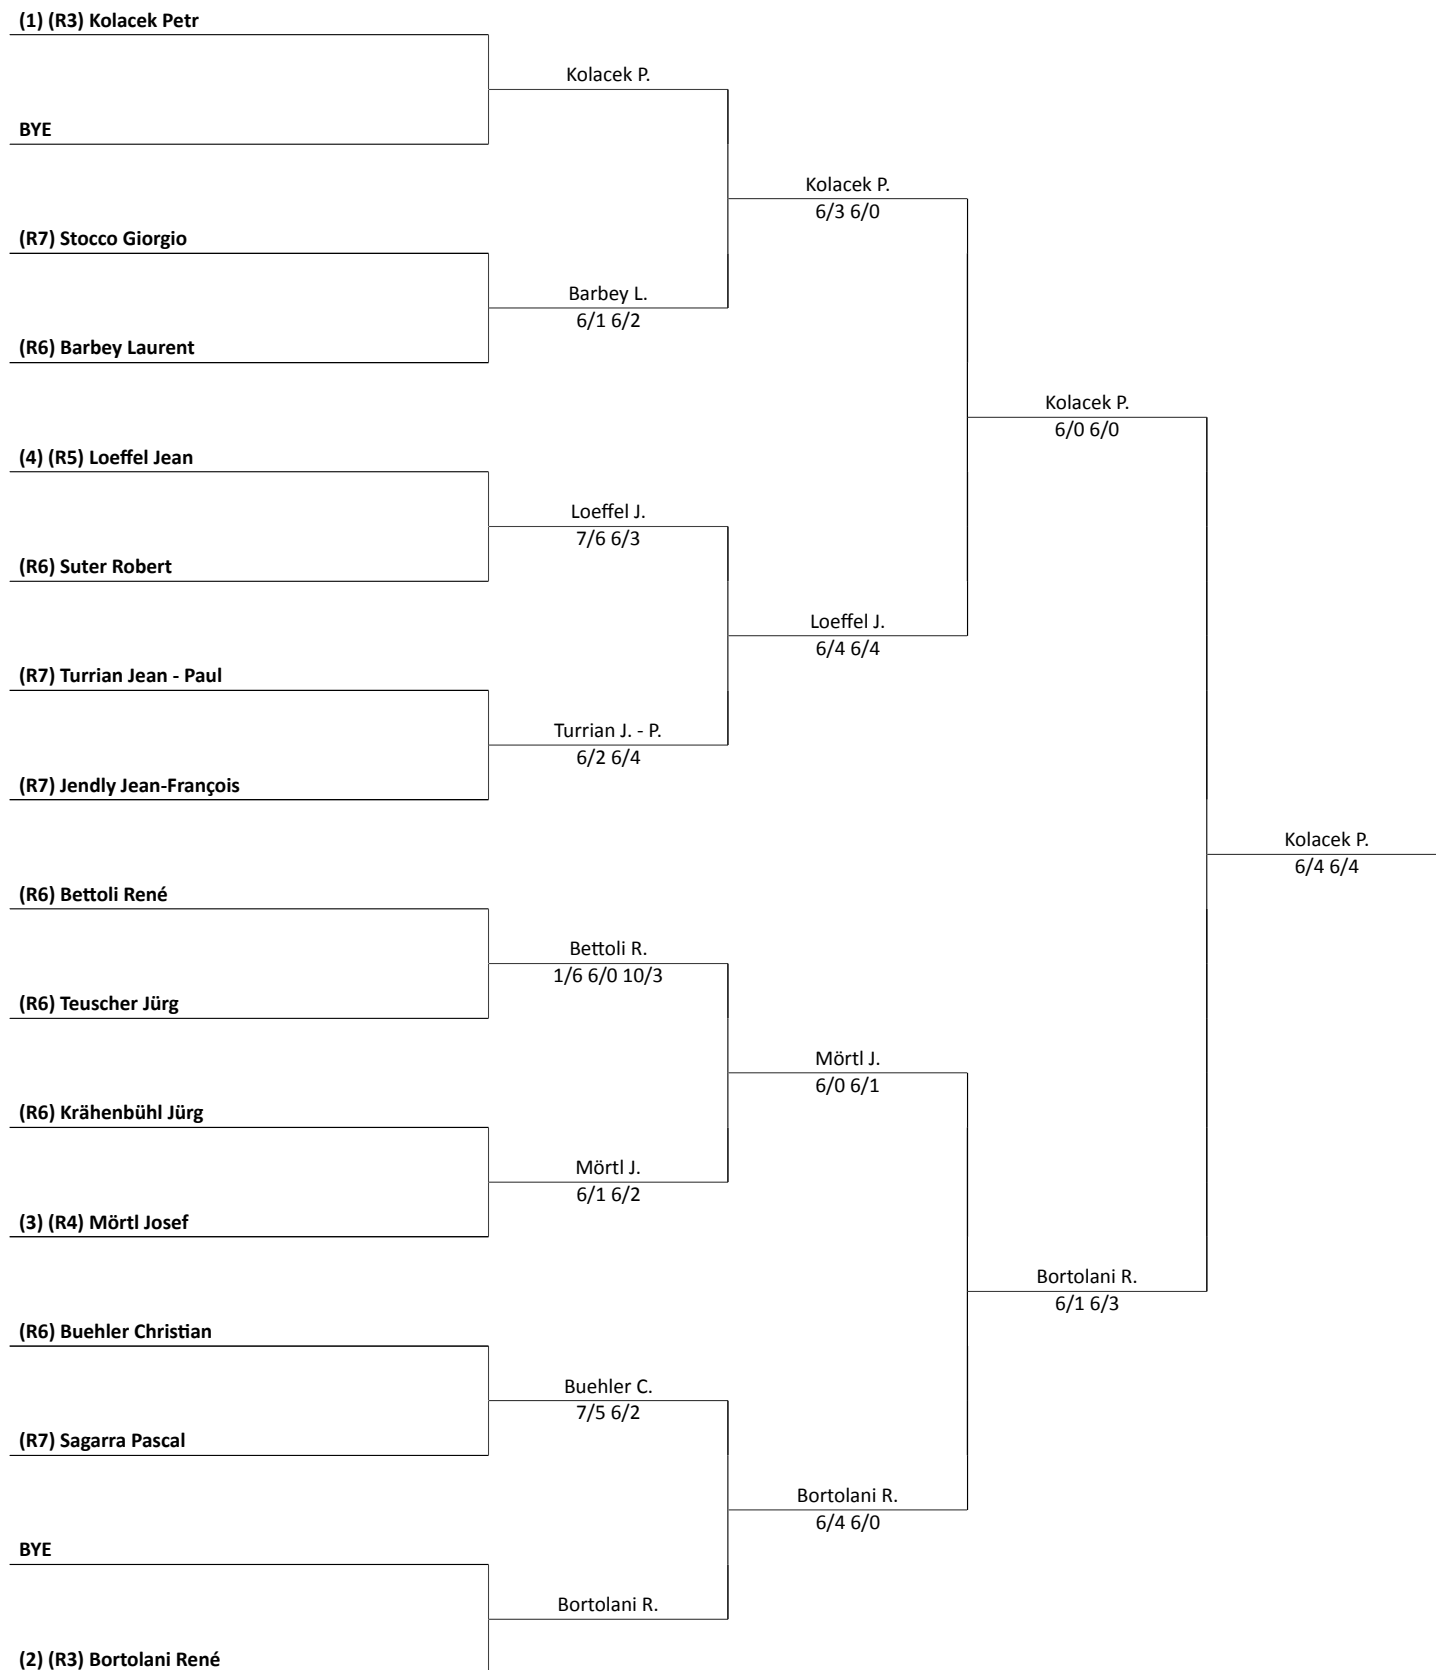 (1) (R3) Kolacek Petr
Kolacek P.
BYE
Kolacek P.
6/3 6/0
(R7) Stocco Giorgio
Barbey L.
6/1 6/2
(R6) Barbey Laurent
Kolacek P.
6/0 6/0
(4) (R5) Loeffel Jean
Loeffel J.
7/6 6/3
(R6) Suter Robert
Loeffel J.
6/4 6/4
(R7) Turrian Jean - Paul
Turrian J. - P.
6/2 6/4
(R7) Jendly Jean-François
Kolacek P.
6/4 6/4
(R6) Bettoli René
Bettoli R.
1/6 6/0 10/3
(R6) Teuscher Jürg
Mörtl J.
6/0 6/1
(R6) Krähenbühl Jürg
Mörtl J.
6/1 6/2
(3) (R4) Mörtl Josef
Bortolani R.
6/1 6/3
(R6) Buehler Christian
Buehler C.
7/5 6/2
(R7) Sagarra Pascal
Bortolani R.
6/4 6/0
BYE
Bortolani R.
(2) (R3) Bortolani René